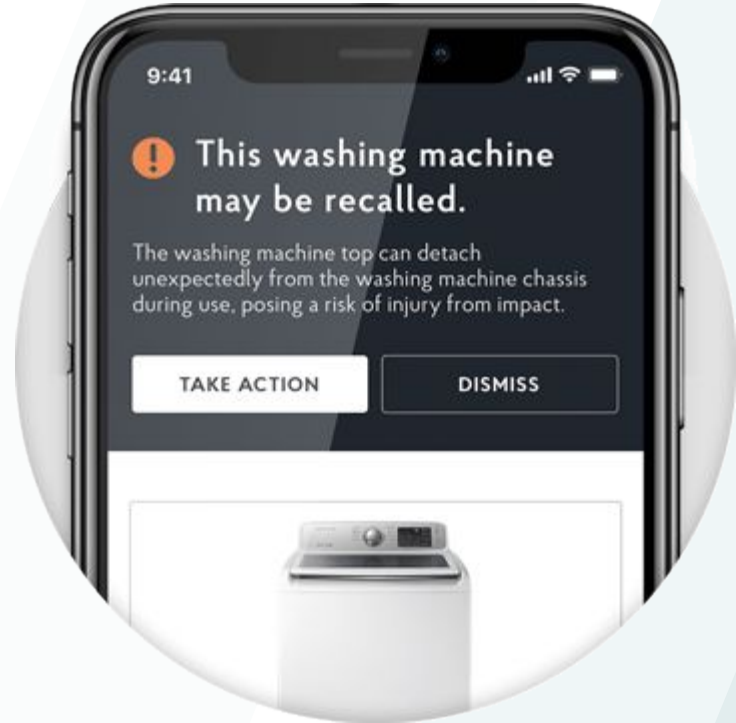 9:41
This washing machine
may be recalled.
The washing machine top can detach
unexpectedly from the washing machine chassis
during use, posing a risk of injury from impact.
TAKE ACTION
DISMISS